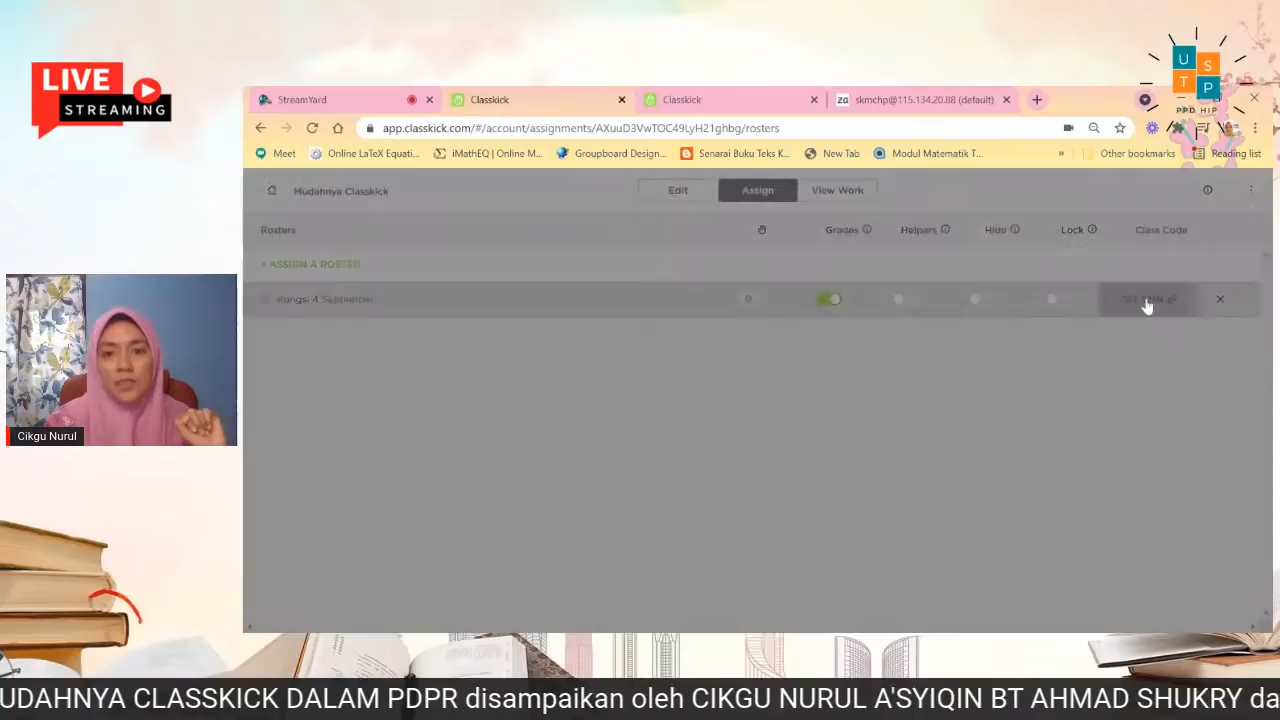 LIVE
STREAMING
U S
T P
PPD HIP
StreamYard
Classkick
Classkick
skmchp@115.134.20.88 (default)
app.classkick.com/#/account/assignments/AXuuD3VwTOC49LyH21ghbg/rosters
Meet
Online LaTeX Equati...
iMathEQ | Online M...
Groupboard Design...
Senarai Buku Teks K...
New Tab
Modul Matematik T...
»
Other bookmarks
Reading list
Mudahnya Classkick
Edit
Assign
View Work
Rosters
Grades
Helpers
Hide
Lock
Class Code
+ ASSIGN A ROSTER
Kongsi 4 September
0
Cikgu Nurul
UDAHNYA CLASSKICK DALAM PDPR disampaikan oleh CIKGU NURUL A'SYIQIN BT AHMAD SHUKRY da